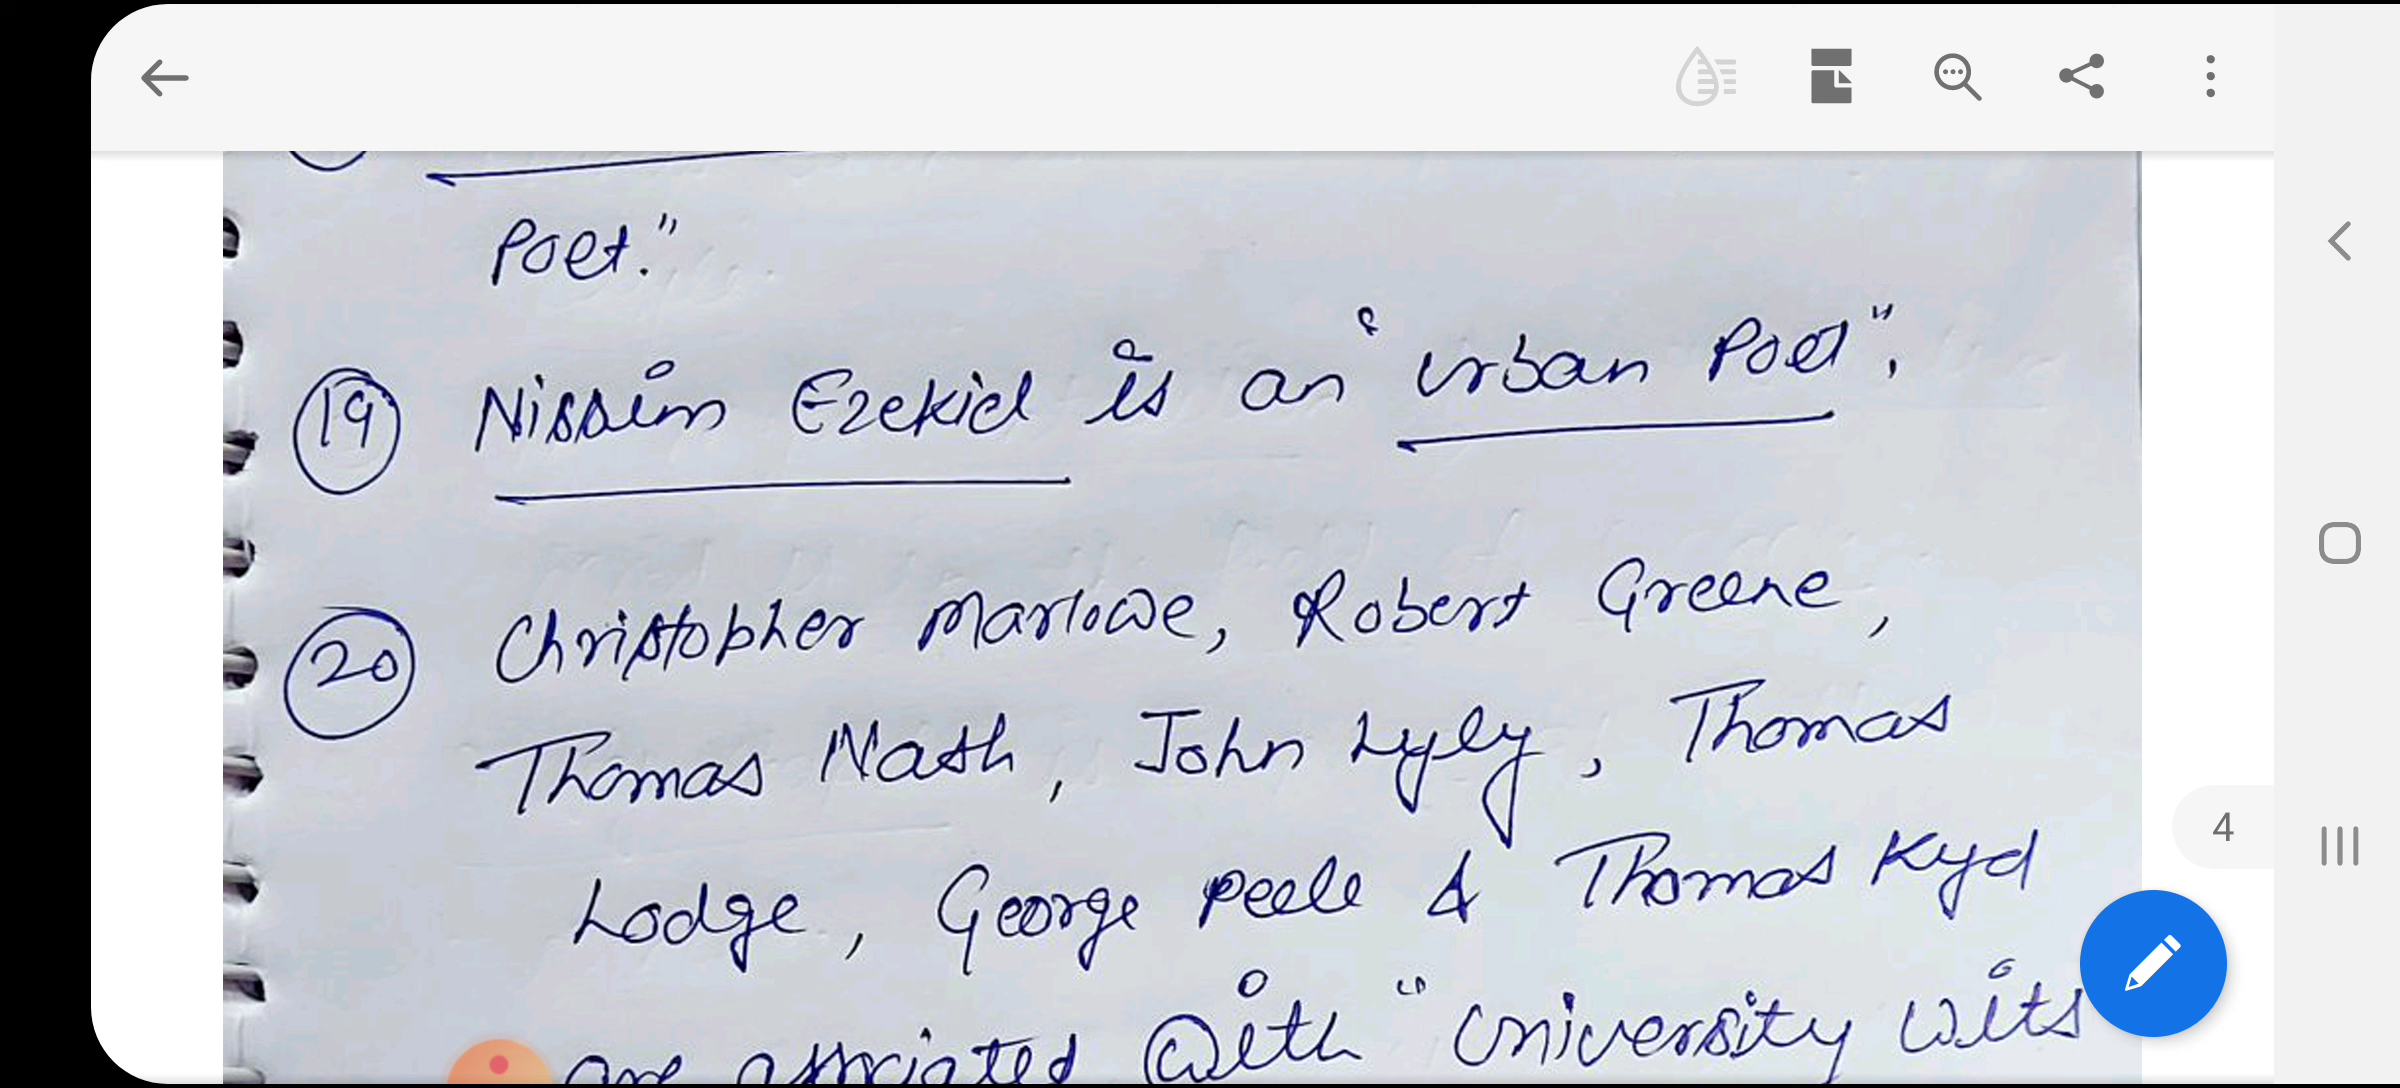 Poet."
19 Nissim Ezekiel is an "Urban Poet".
20 Christopher Marlowe, Robert Greene,
Thomas Nash, John Lyly, Thomas
Lodge, George Peele & Thomas Kyd
are associated with "University Wits
4